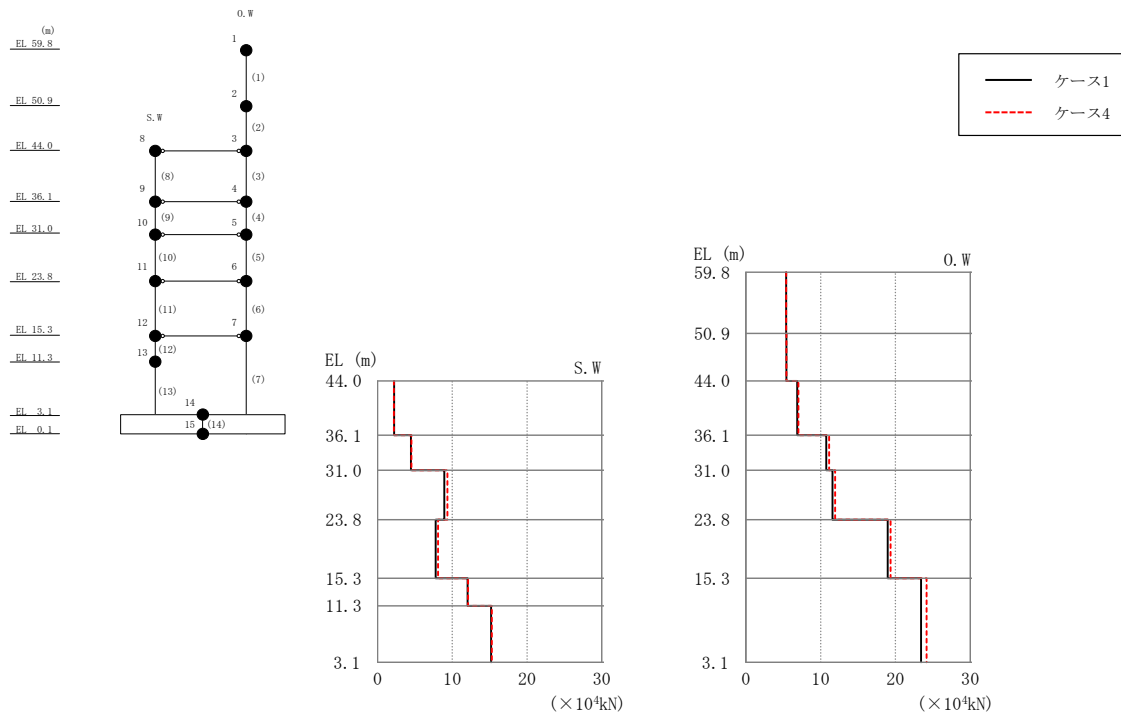 (m)
O.W
EL 59.8
1
(1)
EL 50.9
2
S.W
(2)
EL 44.0
8
3
(8)
(3)
EL 36.1
9
4
(9)
(4)
EL 31.0
10
5
(10)
(5)
EL 23.8
11
6
(11)
(6)
EL 15.3
12
7
(12)
EL 11.3
13
(7)
(13)
14
EL 3.1
15
(14)
EL 0.1
ケース1
ケース4
EL (m)
S.W
44.0
36.1
31.0
23.8
15.3
11.3
3.1
0 10 20 30
(×10⁴kN)
EL (m)
O.W
59.8
50.9
44.0
36.1
31.0
23.8
15.3
3.1
0 10 20 30
(×10⁴kN)